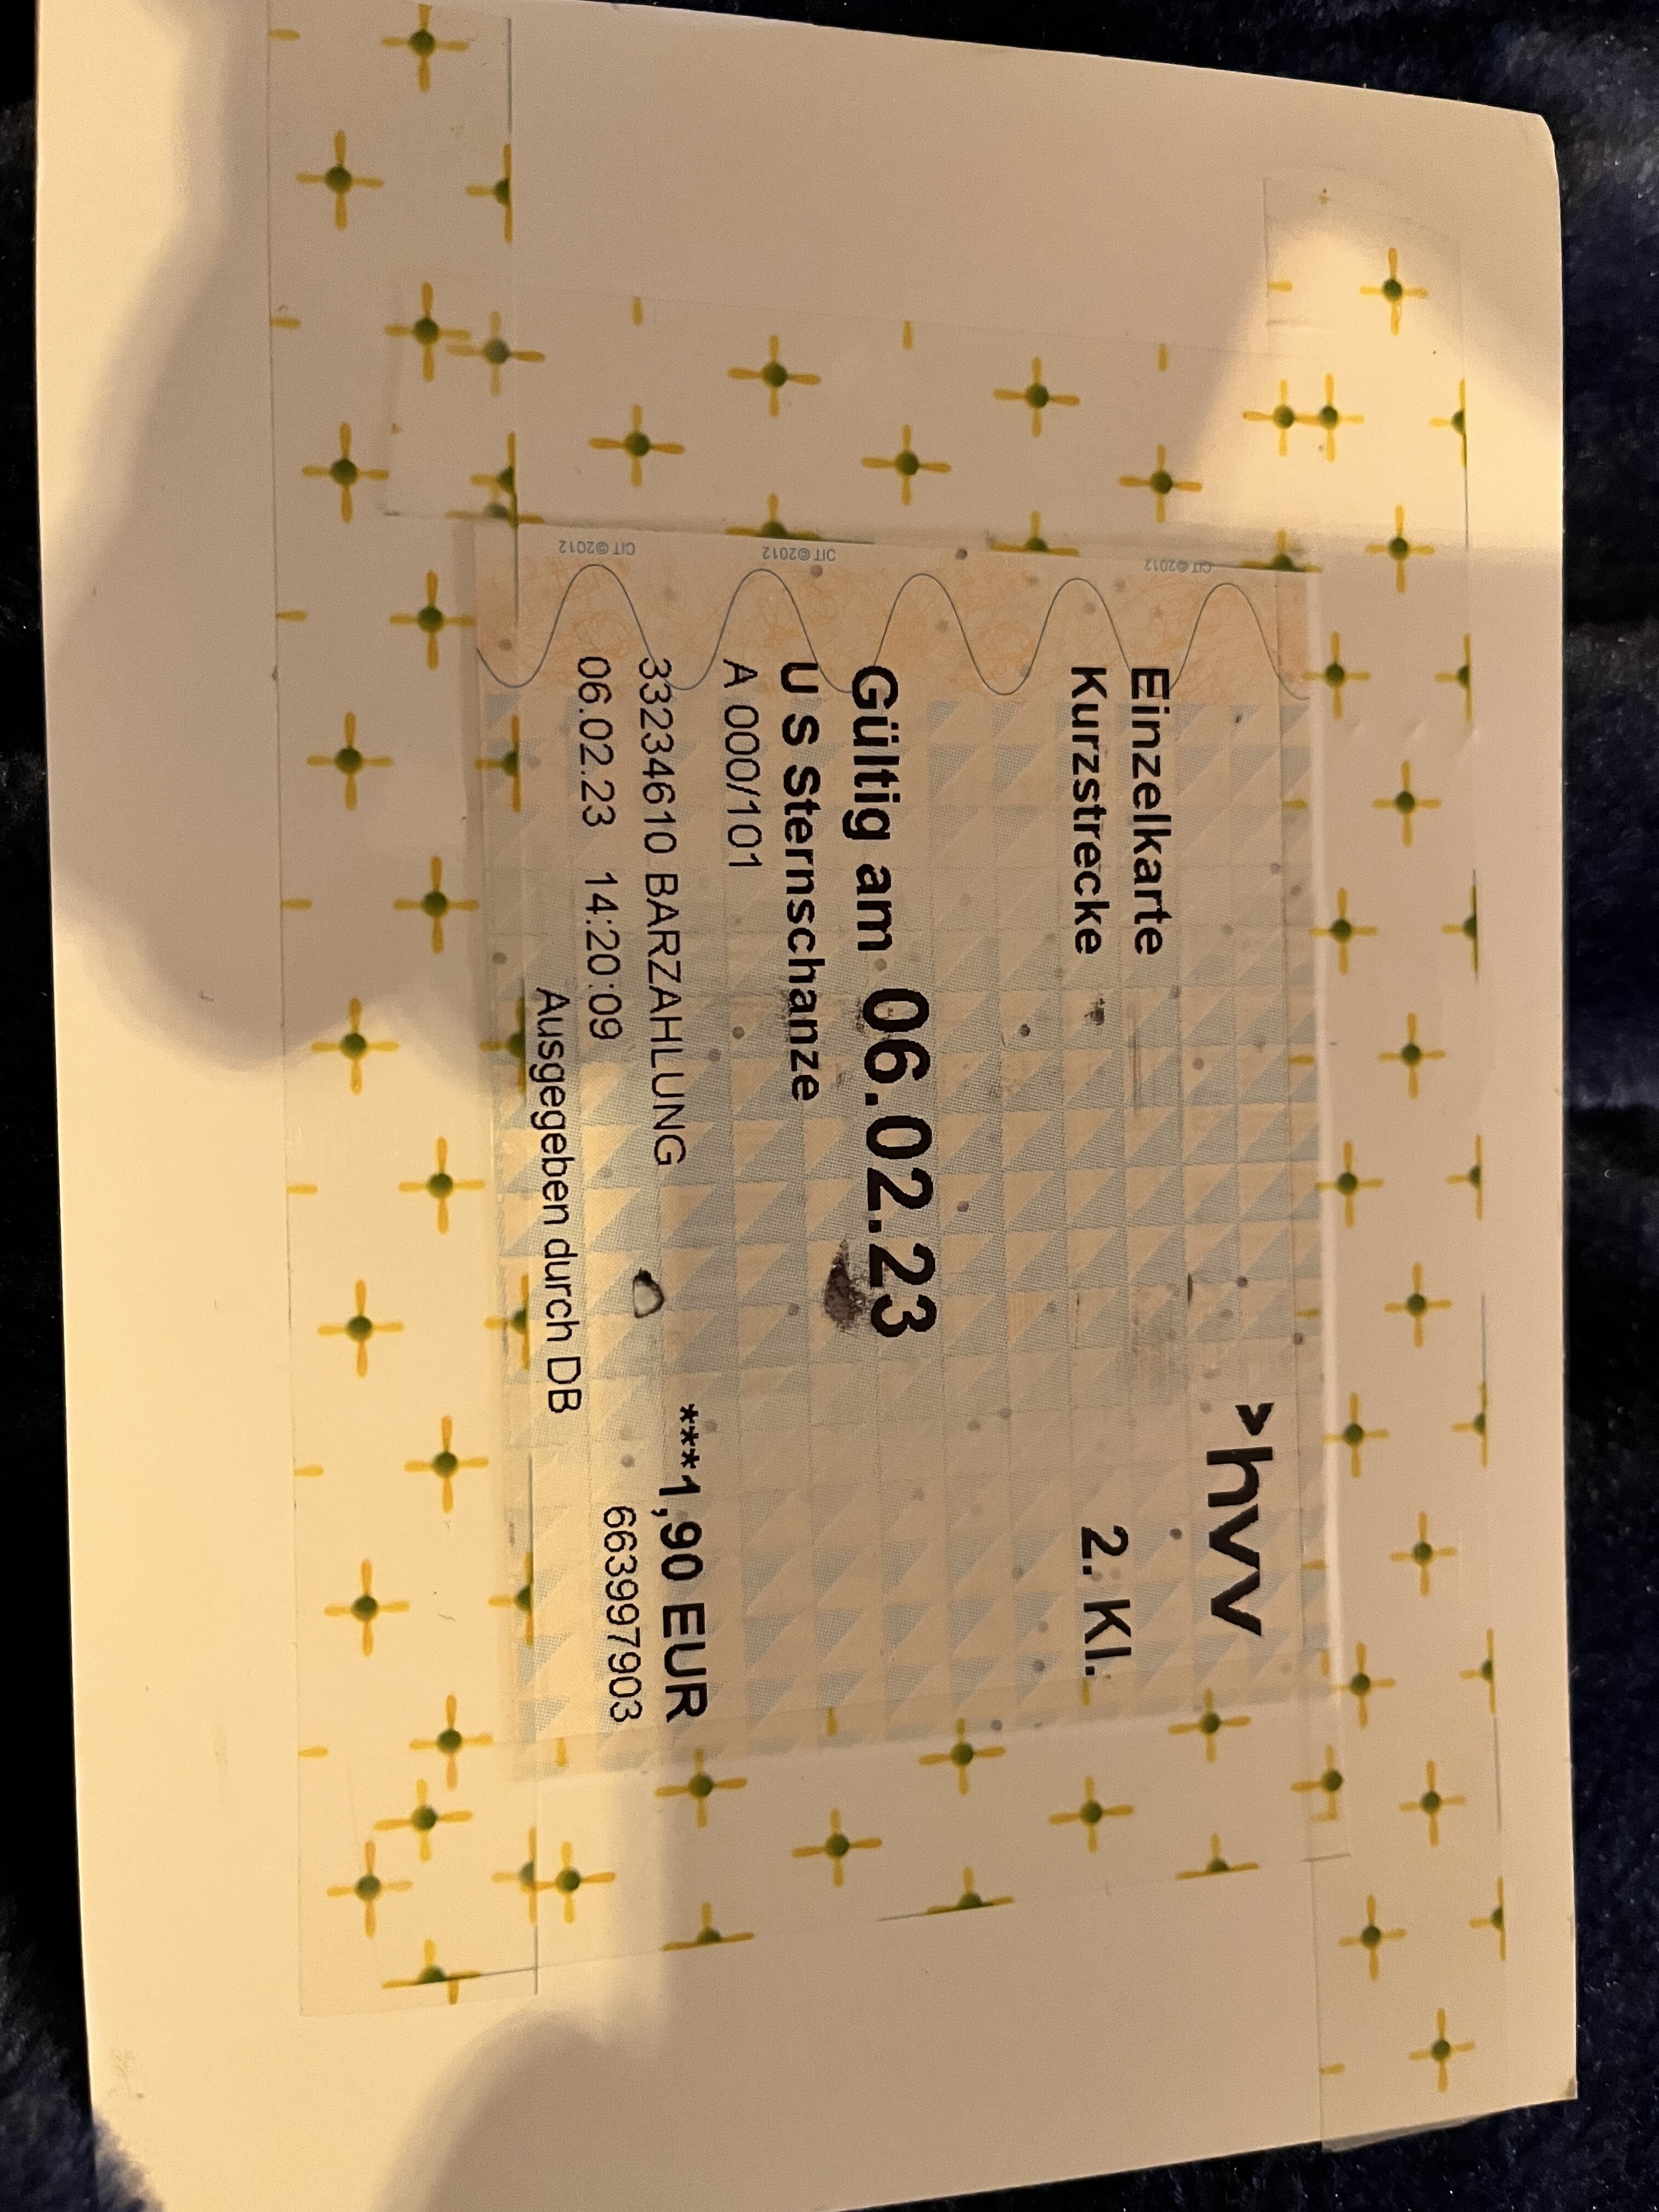 >hvv
Einzelkarte
Kurzstrecke 2. Kl.
Gültig am 06.02.23
U S Sternschanze
A 000/101
***1,90 EUR
33234610 BARZAHLUNG
06.02.23 14:20:09 6639997903
Ausgegeben durch DB
CIT ©2012
CIT ©2012
CIT ©2012